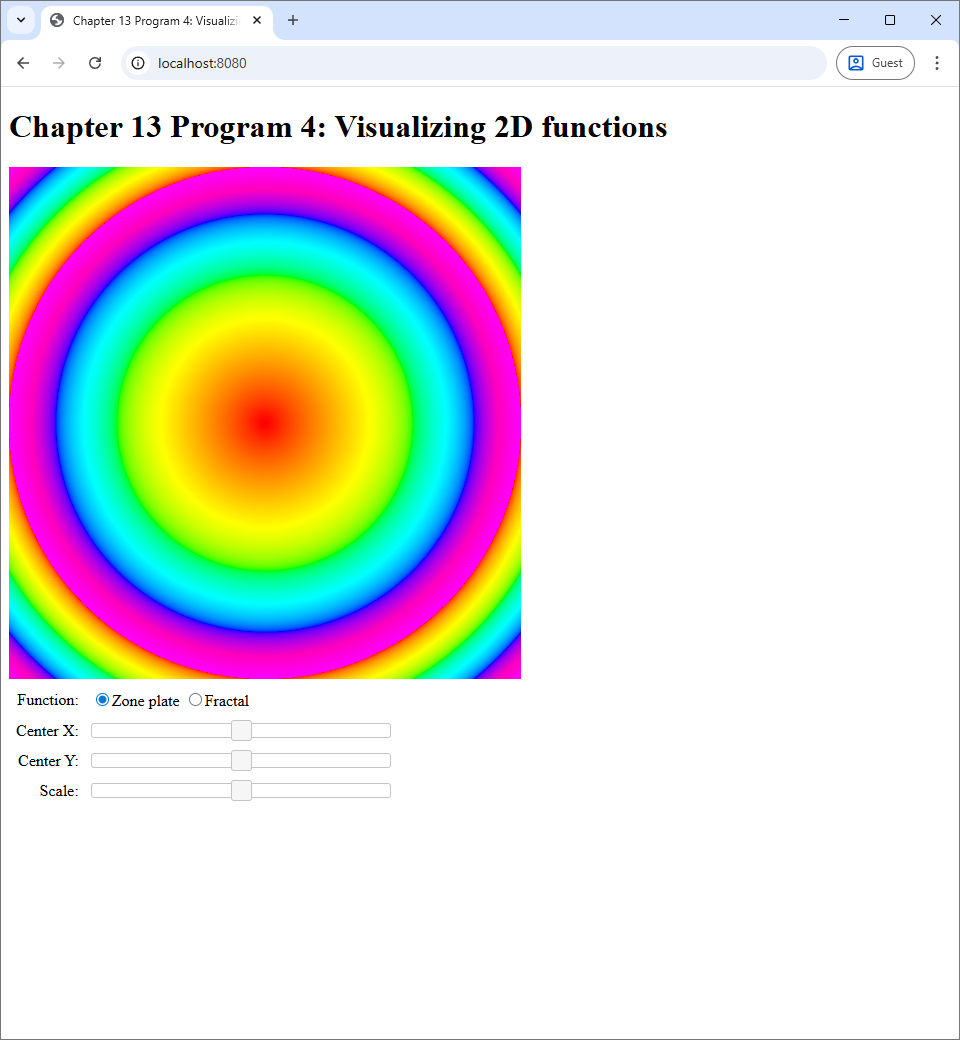 Chapter 13 Program 4: Visualizi
localhost:8080
Guest
Chapter 13 Program 4: Visualizing 2D functions
Function: Zone plate Fractal
Center X:
Center Y:
Scale: